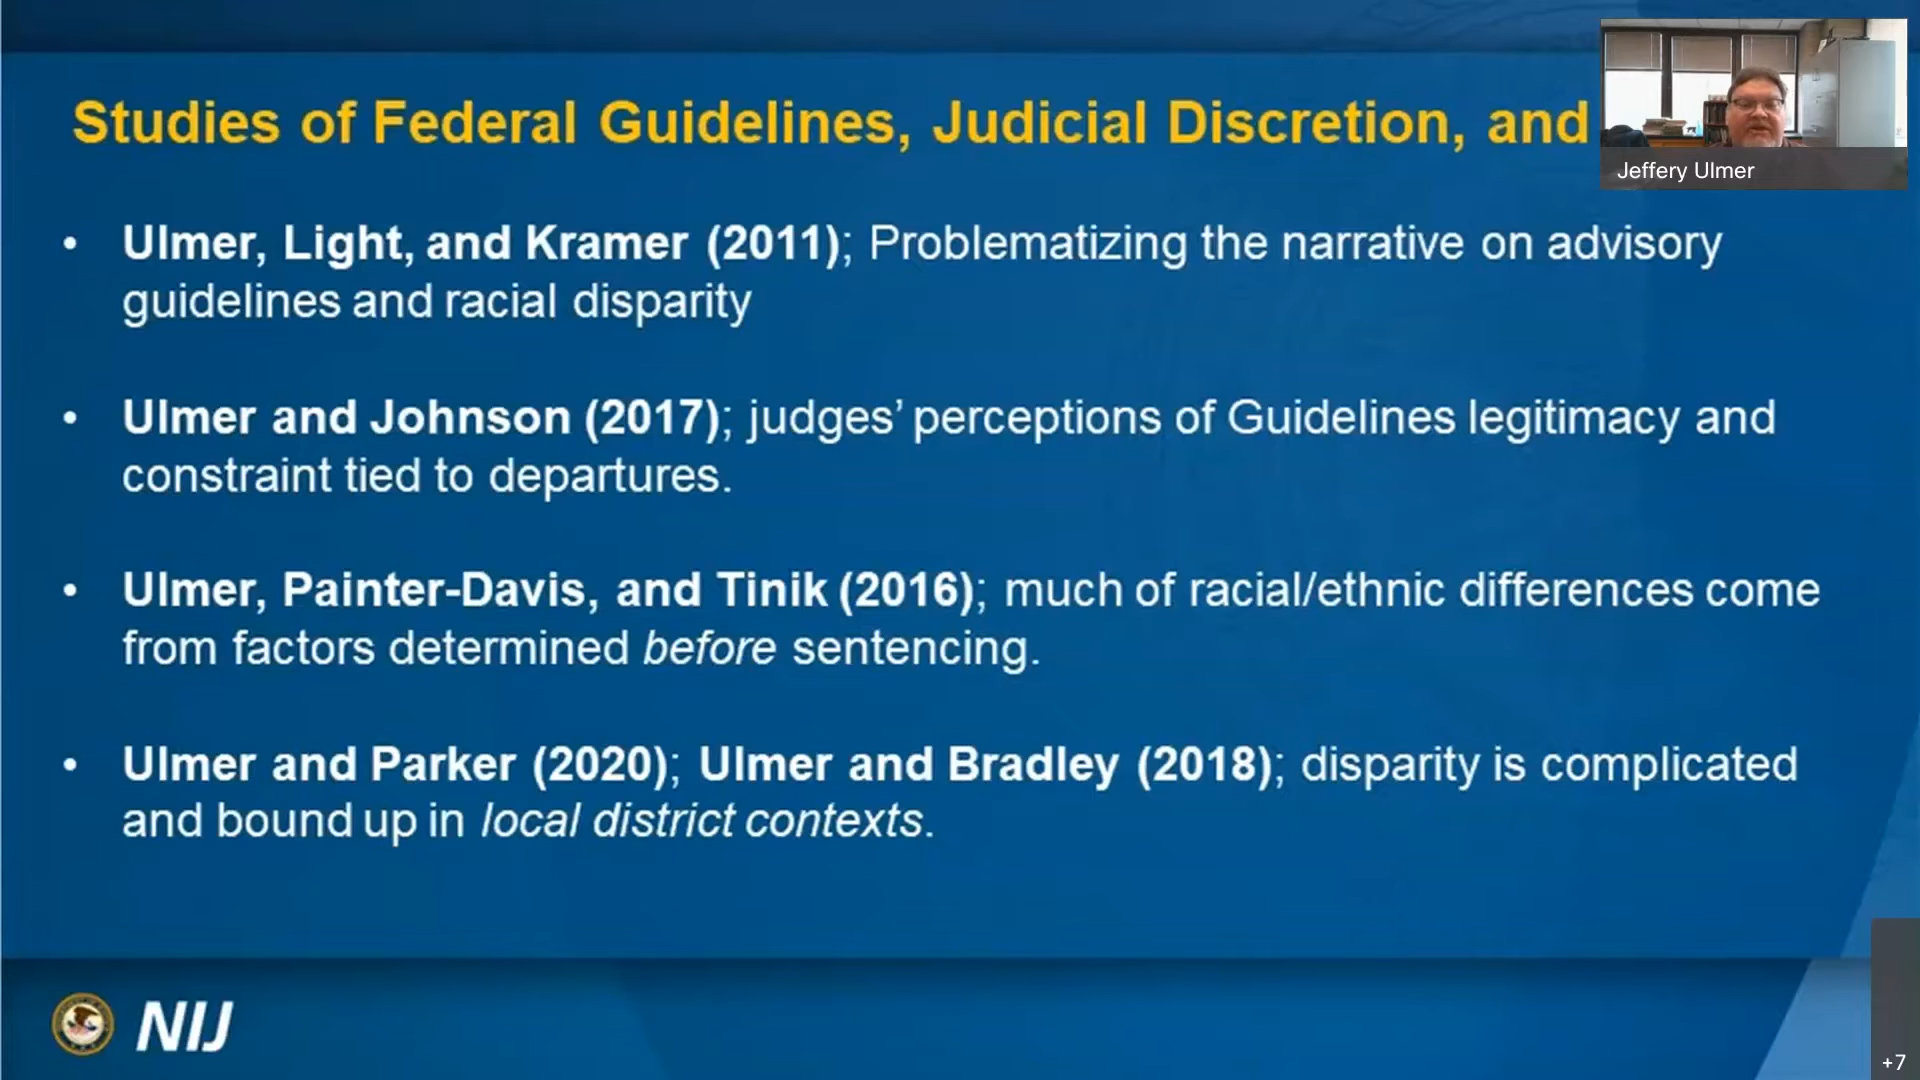 Studies of Federal Guidelines, Judicial Discretion, and
Jeffery Ulmer
• Ulmer, Light, and Kramer (2011); Problematizing the narrative on advisory
guidelines and racial disparity
• Ulmer and Johnson (2017); judges’ perceptions of Guidelines legitimacy and
constraint tied to departures.
• Ulmer, Painter-Davis, and Tinik (2016); much of racial/ethnic differences come
from factors determined before sentencing.
• Ulmer and Parker (2020); Ulmer and Bradley (2018); disparity is complicated
and bound up in local district contexts.
NIJ
+7